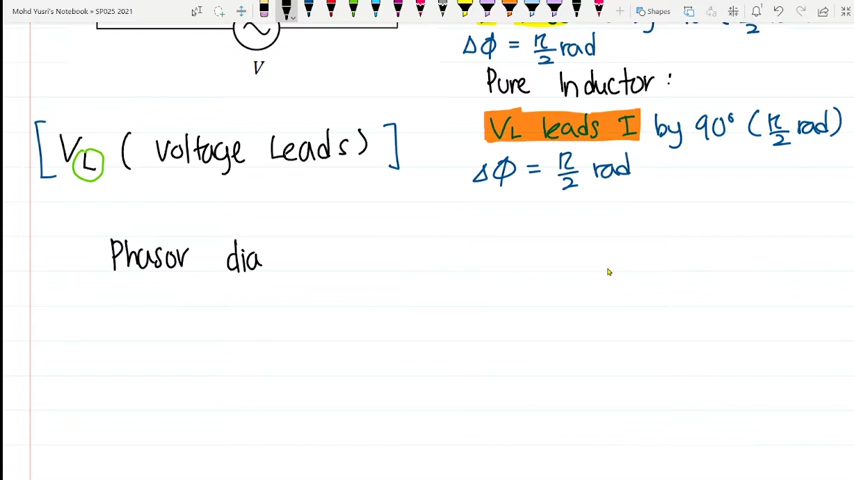 Mohd Yusri's Notebook » SP025 2021
Shapes
V
Δϕ = π/2 rad
Pure Inductor :
VL leads I by 90° (π/2 rad)
Δϕ = π/2 rad
[VL ( Voltage Leads)]
Phasor dia